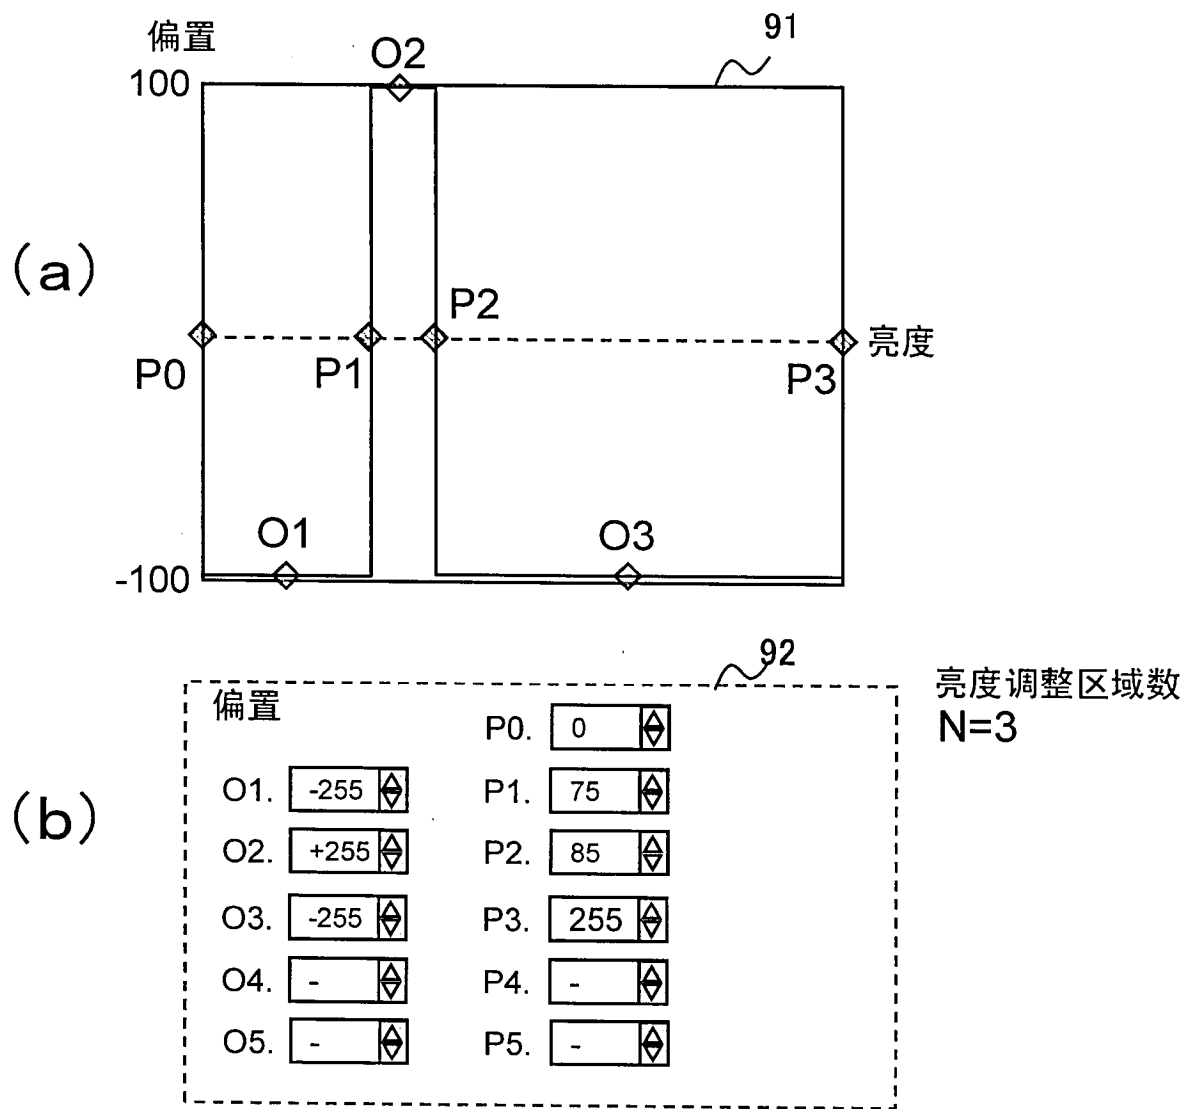 偏置
91
O2
100
(a)
P2
亮度
P0
P1
P3
O1
O3
-100
92
偏置
亮度调整区域数
N=3
P0. 0
O1. -255 P1. 75
(b)
O2. +255 P2. 85
O3. -255 P3. 255
O4. - P4. -
O5. - P5. -